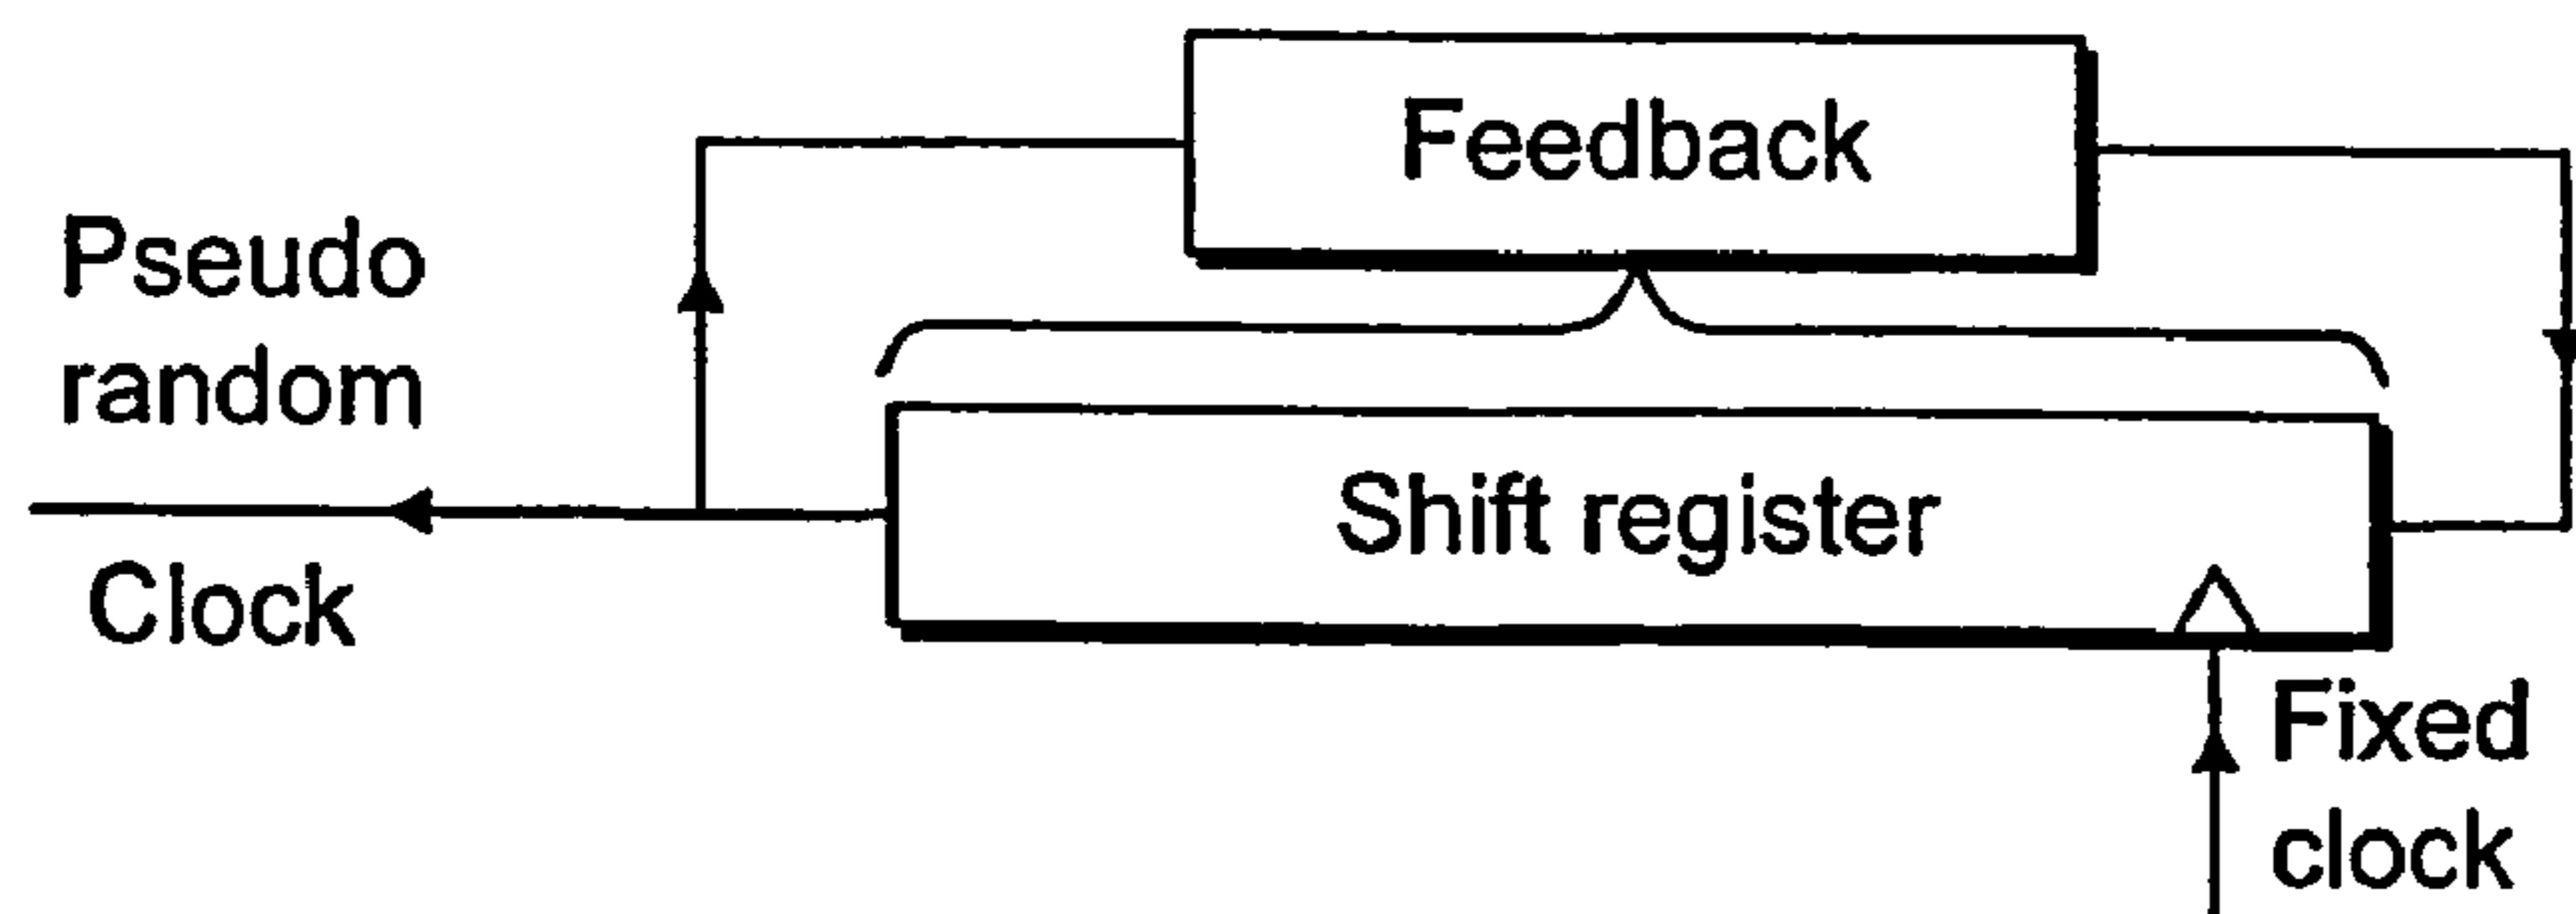 Feedback
Pseudo
random
Clock
Shift register
Fixed
clock